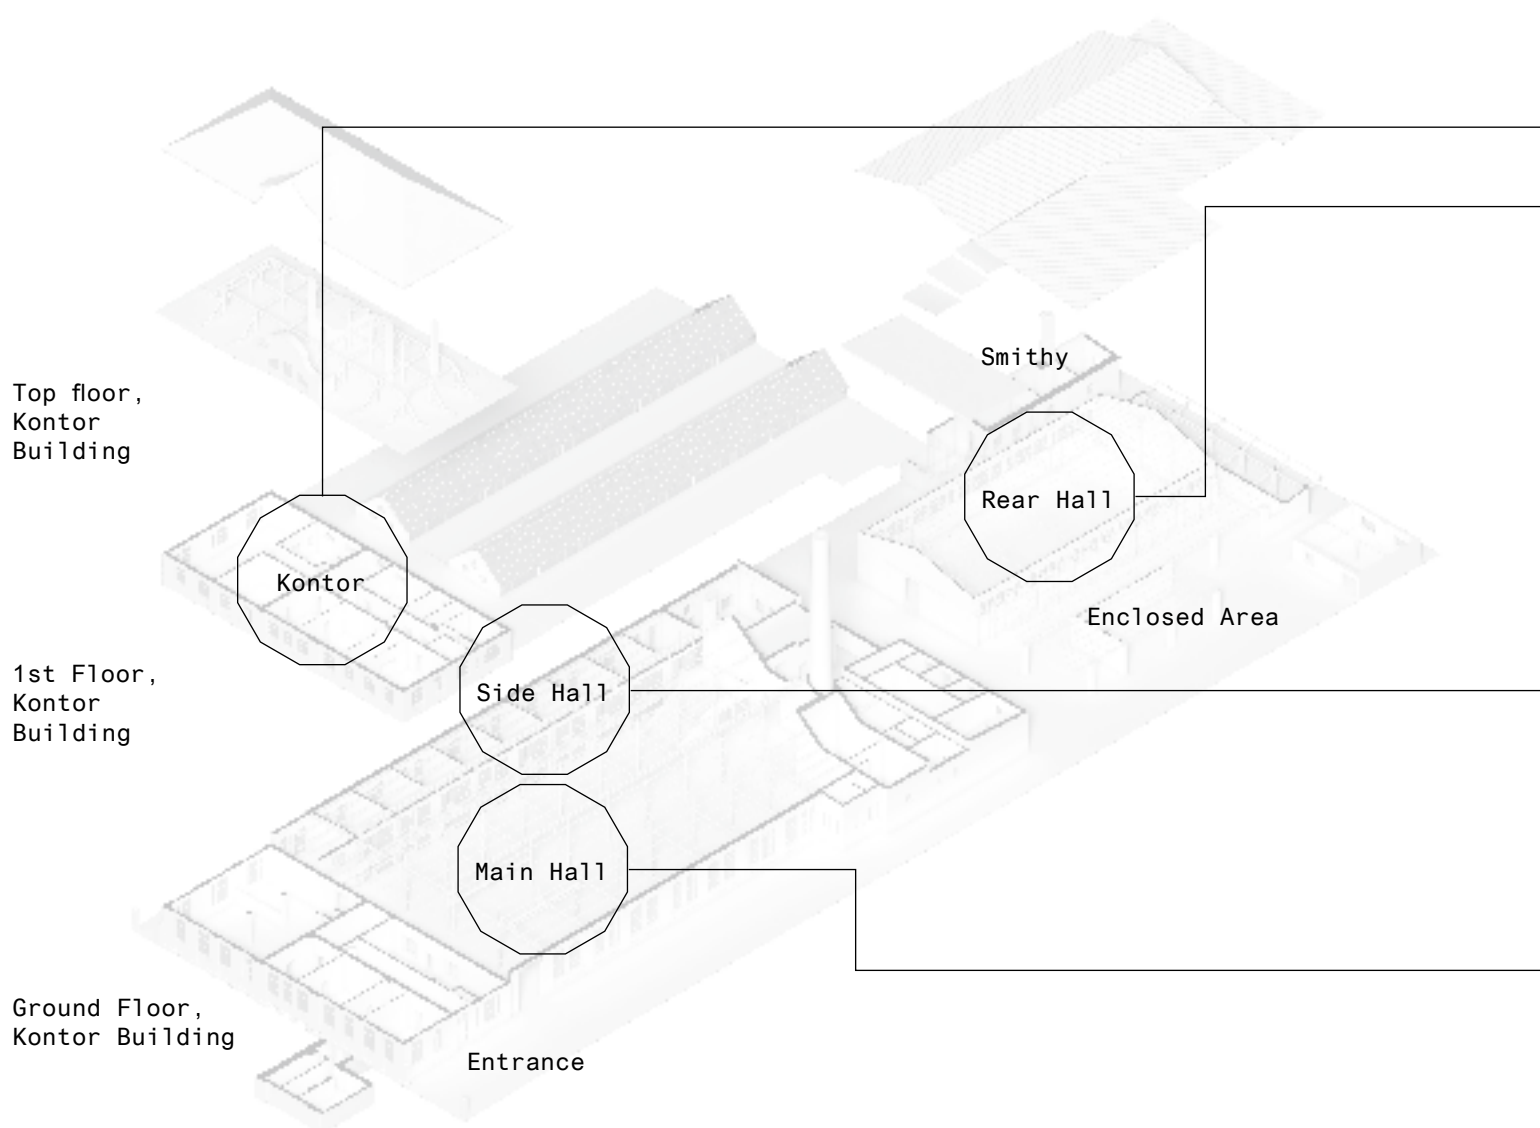 Smithy
Top floor,
Kontor
Building
Rear Hall
Kontor
Enclosed Area
1st Floor,
Kontor
Building
Side Hall
Main Hall
Ground Floor,
Kontor Building
Entrance